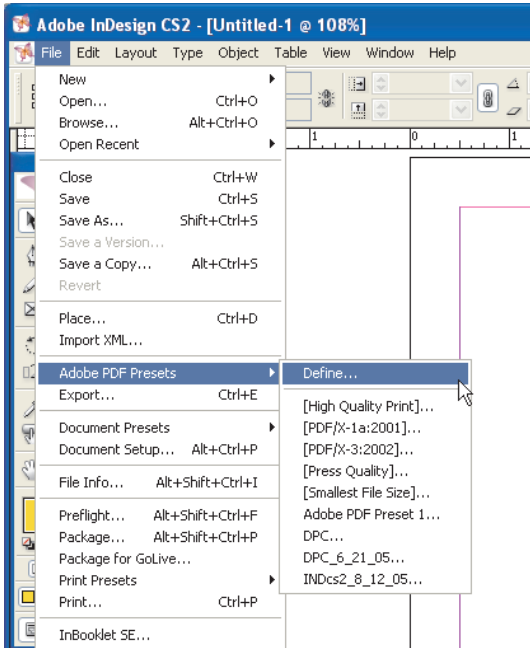 Adobe InDesign CS2 - [Untitled-1 @ 108%]
File Edit Layout Type Object Table View Window Help
New
Open... Ctrl+O
Browse... Alt+Ctrl+O
Open Recent
1 0 1
Close Ctrl+W
Save Ctrl+S
Save As... Shift+Ctrl+S
Save a Version...
Save a Copy... Alt+Ctrl+S
Revert
Place... Ctrl+D
Import XML...
Adobe PDF Presets
Export... Ctrl+E
Document Presets
Document Setup... Alt+Ctrl+P
File Info... Alt+Shift+Ctrl+I
Preflight... Alt+Shift+Ctrl+F
Package... Alt+Shift+Ctrl+P
Package for GoLive...
Print Presets
Print... Ctrl+P
InBooklet SE...
Define...
[High Quality Print]...
[PDF/X-1a:2001]...
[PDF/X-3:2002]...
[Press Quality]...
[Smallest File Size]...
Adobe PDF Preset 1...
DPC...
DPC_6_21_05...
INDcs2_8_12_05...